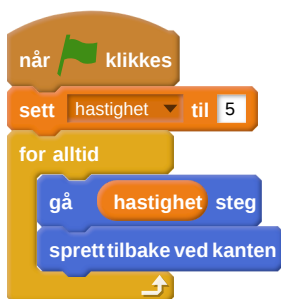 når klikkes
sett hastighet til 5
for alltid
gå hastighet steg
sprett tilbake ved kanten